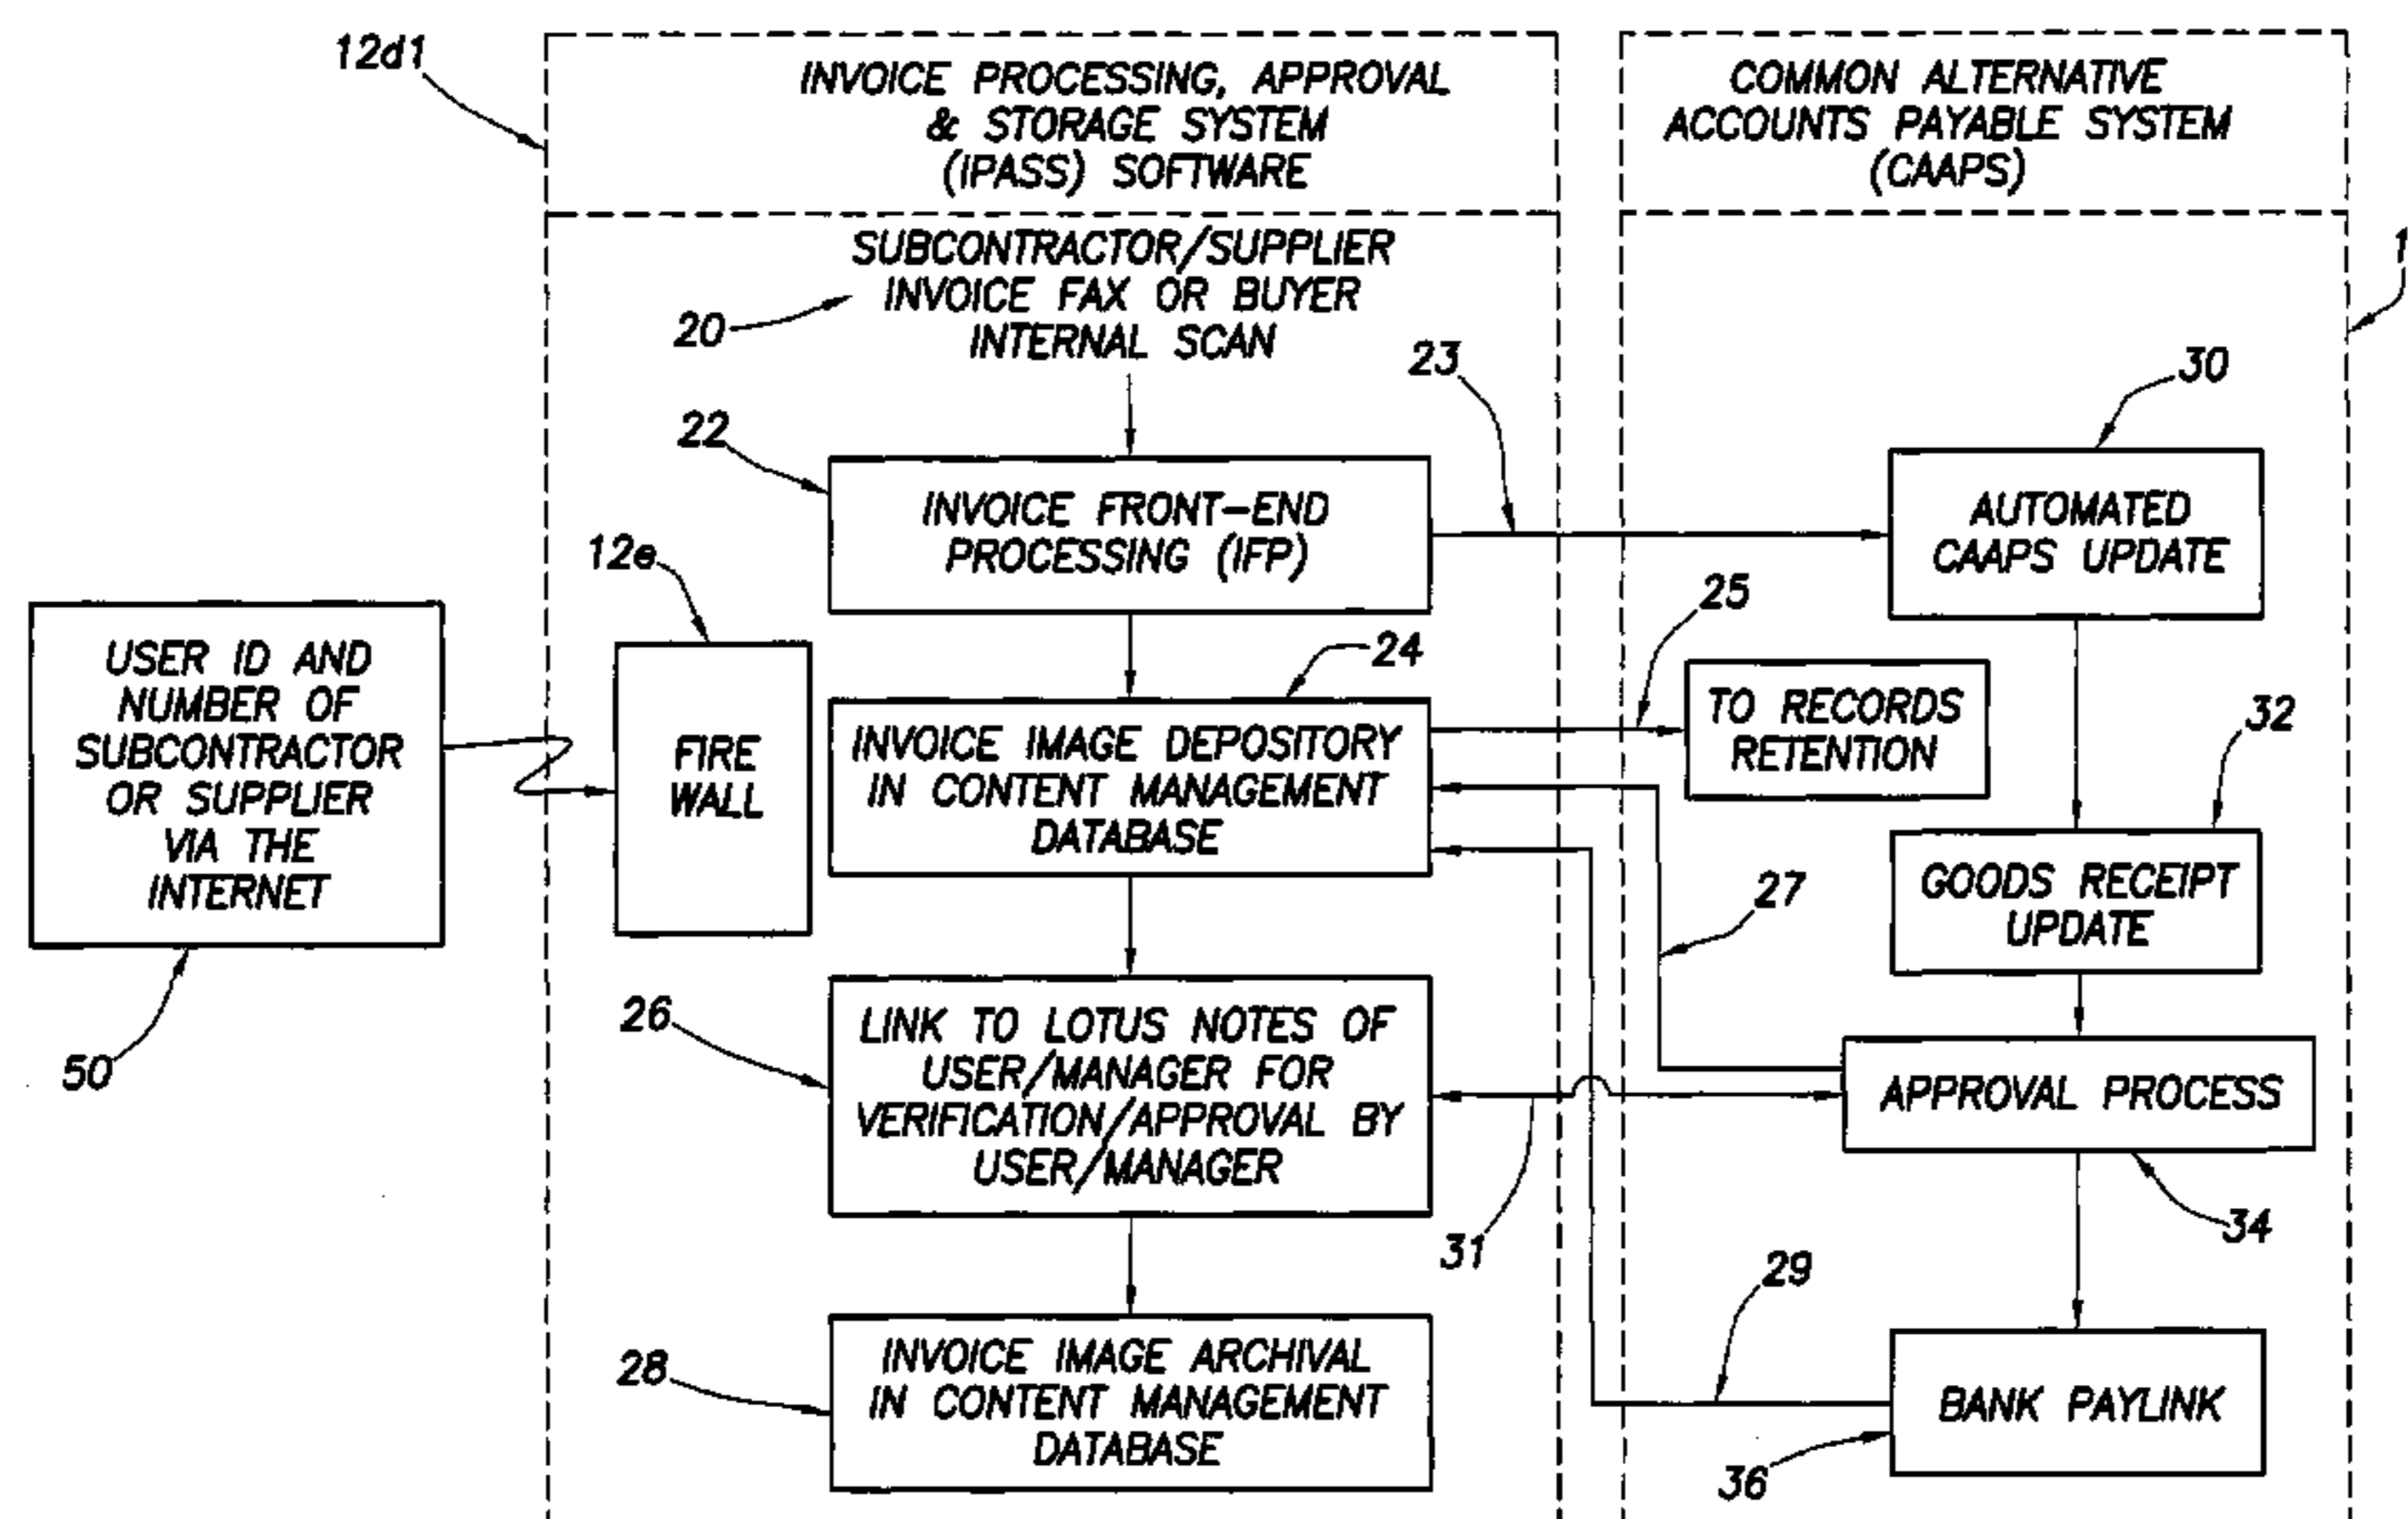 12d1
INVOICE PROCESSING, APPROVAL
& STORAGE SYSTEM
(IPASS) SOFTWARE
COMMON ALTERNATIVE
ACCOUNTS PAYABLE SYSTEM
(CAAPS)
SUBCONTRACTOR/SUPPLIER
INVOICE FAX OR BUYER
INTERNAL SCAN
20
1
23
30
22
INVOICE FRONT-END
PROCESSING (IFP)
AUTOMATED
CAAPS UPDATE
12e
25
USER ID AND
NUMBER OF
SUBCONTRACTOR
OR SUPPLIER
VIA THE
INTERNET
50
FIRE
WALL
24
INVOICE IMAGE DEPOSITORY
IN CONTENT MANAGEMENT
DATABASE
TO RECORDS
RETENTION
32
GOODS RECEIPT
UPDATE
27
26
LINK TO LOTUS NOTES OF
USER/MANAGER FOR
VERIFICATION/APPROVAL BY
USER/MANAGER
APPROVAL PROCESS
31
34
29
28
INVOICE IMAGE ARCHIVAL
IN CONTENT MANAGEMENT
DATABASE
BANK PAYLINK
36